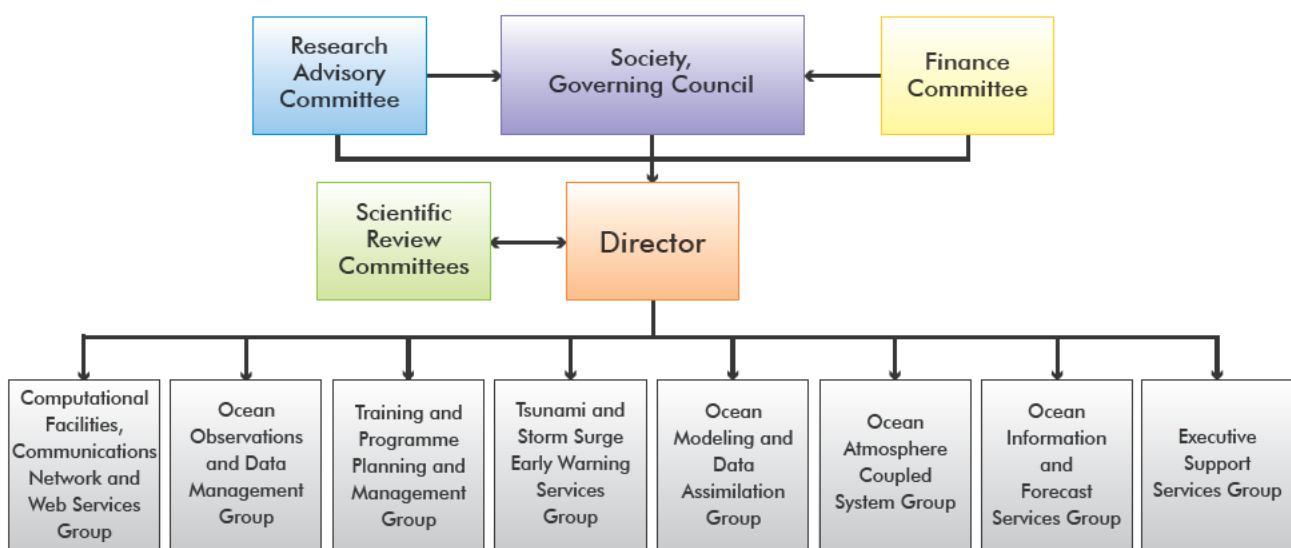 Research
Advisory
Committee
Society,
Governing Council
Finance
Committee
Scientific
Review
Committees
Director
Computational
Facilities,
Communications
Network and
Web Services
Group
Ocean
Observations
and Data
Management
Group
Training and
Programme
Planning and
Management
Group
Tsunami and
Storm Surge
Early Warning
Services
Group
Ocean
Modeling and
Data
Assimilation
Group
Ocean
Atmosphere
Coupled
System Group
Ocean
Information
and
Forecast
Services Group
Executive
Support
Services Group